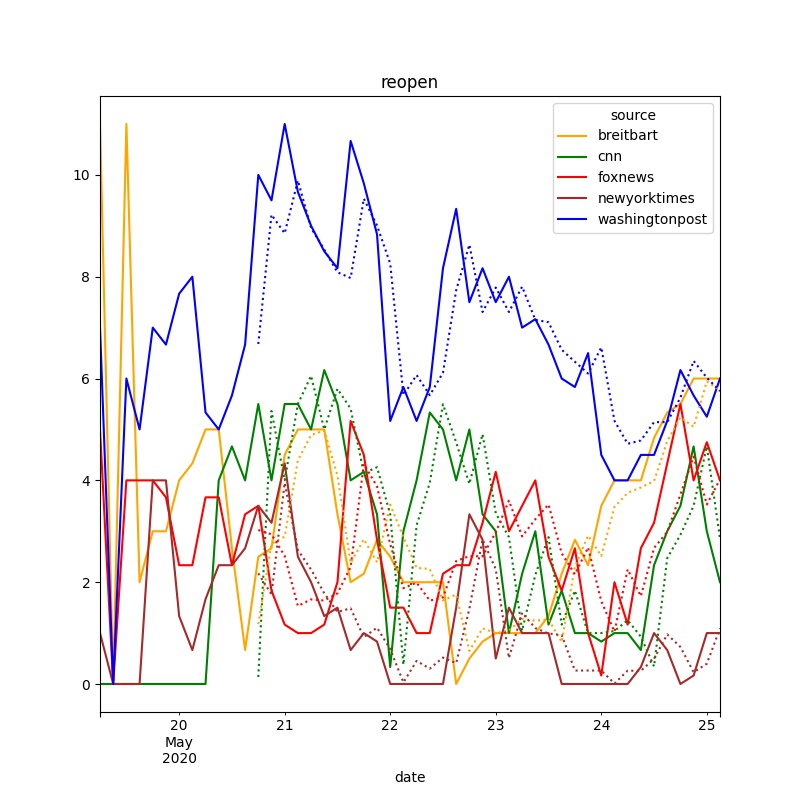 reopen
source
breitbart
cnn
foxnews
newyorktimes
washingtonpost
10
8
6
4
2
0
20 21 22 23 24 25
May
2020
date